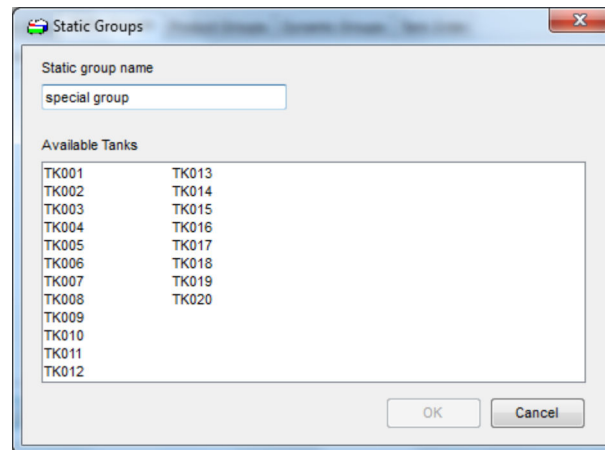 Static Groups
Static group name
special group
Available Tanks
TK001
TK002
TK003
TK004
TK005
TK006
TK007
TK008
TK009
TK010
TK011
TK012
TK013
TK014
TK015
TK016
TK017
TK018
TK019
TK020
OK
Cancel